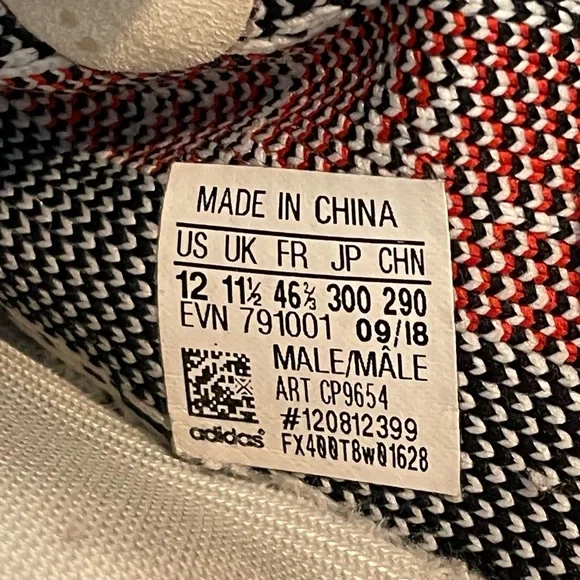 MADE IN CHINA
US UK FR JP CHN
12 11½ 46⅔ 300 290
EVN 791001 09/18
MALE/MÂLE
ART CP9654
#120812399
adidas® FX400T8w01628